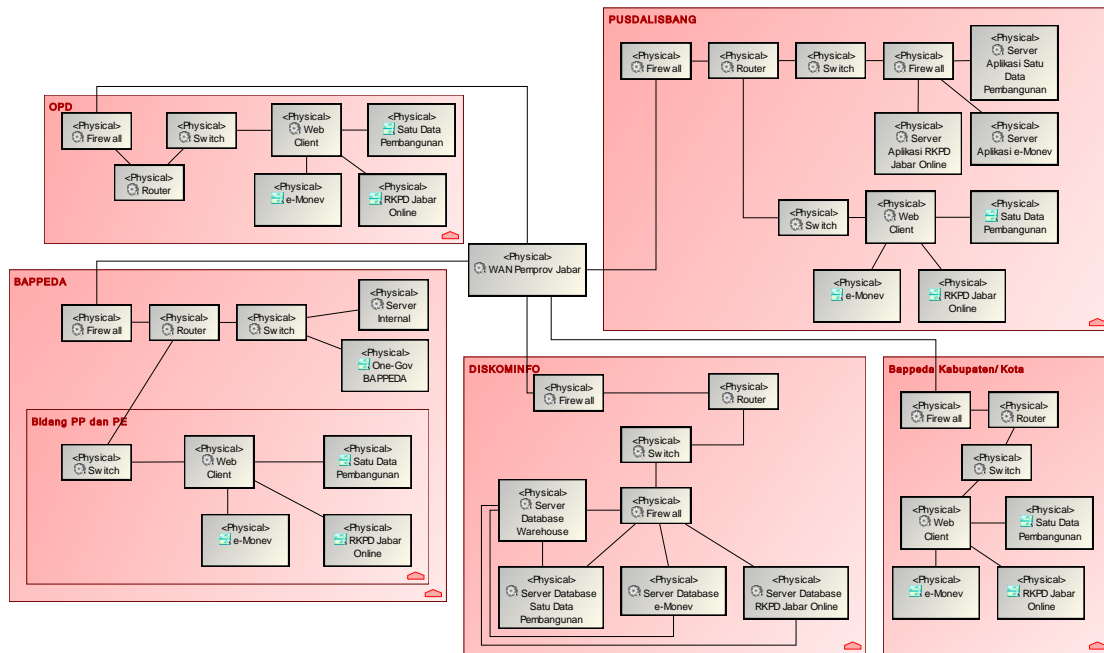 PUSDALISBANG
<Physical>
Firewall
<Physical>
Router
<Physical>
Switch
<Physical>
Firewall
<Physical>
Server
Aplikasi Satu
Data
Pembangunan
<Physical>
Server
Aplikasi RKPD
Jabar Online
<Physical>
Server
Aplikasi e-Monev
<Physical>
Switch
<Physical>
Web
Client
<Physical>
Satu Data
Pembangunan
<Physical>
e-Monev
<Physical>
RKPD Jabar
Online
OPD
<Physical>
Firewall
<Physical>
Switch
<Physical>
Web
Client
<Physical>
Satu Data
Pembangunan
<Physical>
Router
<Physical>
e-Monev
<Physical>
RKPD Jabar
Online
<Physical>
WAN Pemprov Jabar
BAPPEDA
<Physical>
Firewall
<Physical>
Router
<Physical>
Switch
<Physical>
Server
Internal
<Physical>
One-Gov
BAPPEDA
Bidang PP dan PE
<Physical>
Switch
<Physical>
Web
Client
<Physical>
Satu Data
Pembangunan
<Physical>
e-Monev
<Physical>
RKPD Jabar
Online
DISKOMINFO
<Physical>
Firewall
<Physical>
Router
<Physical>
Switch
<Physical>
Server
Database
Warehouse
<Physical>
Firewall
<Physical>
Server Database
Satu Data
Pembangunan
<Physical>
Server Database
e-Monev
<Physical>
Server Database
RKPD Jabar Online
Bappeda Kabupaten/ Kota
<Physical>
Firewall
<Physical>
Router
<Physical>
Switch
<Physical>
Web
Client
<Physical>
Satu Data
Pembangunan
<Physical>
e-Monev
<Physical>
RKPD Jabar
Online